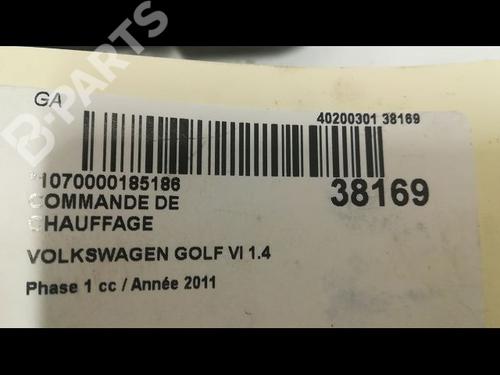 B-PARTS
GA
40200301 38169
*1070000185186
38169
COMMANDE DE
CHAUFFAGE
VOLKSWAGEN GOLF VI 1.4
Phase 1 cc / Année 2011